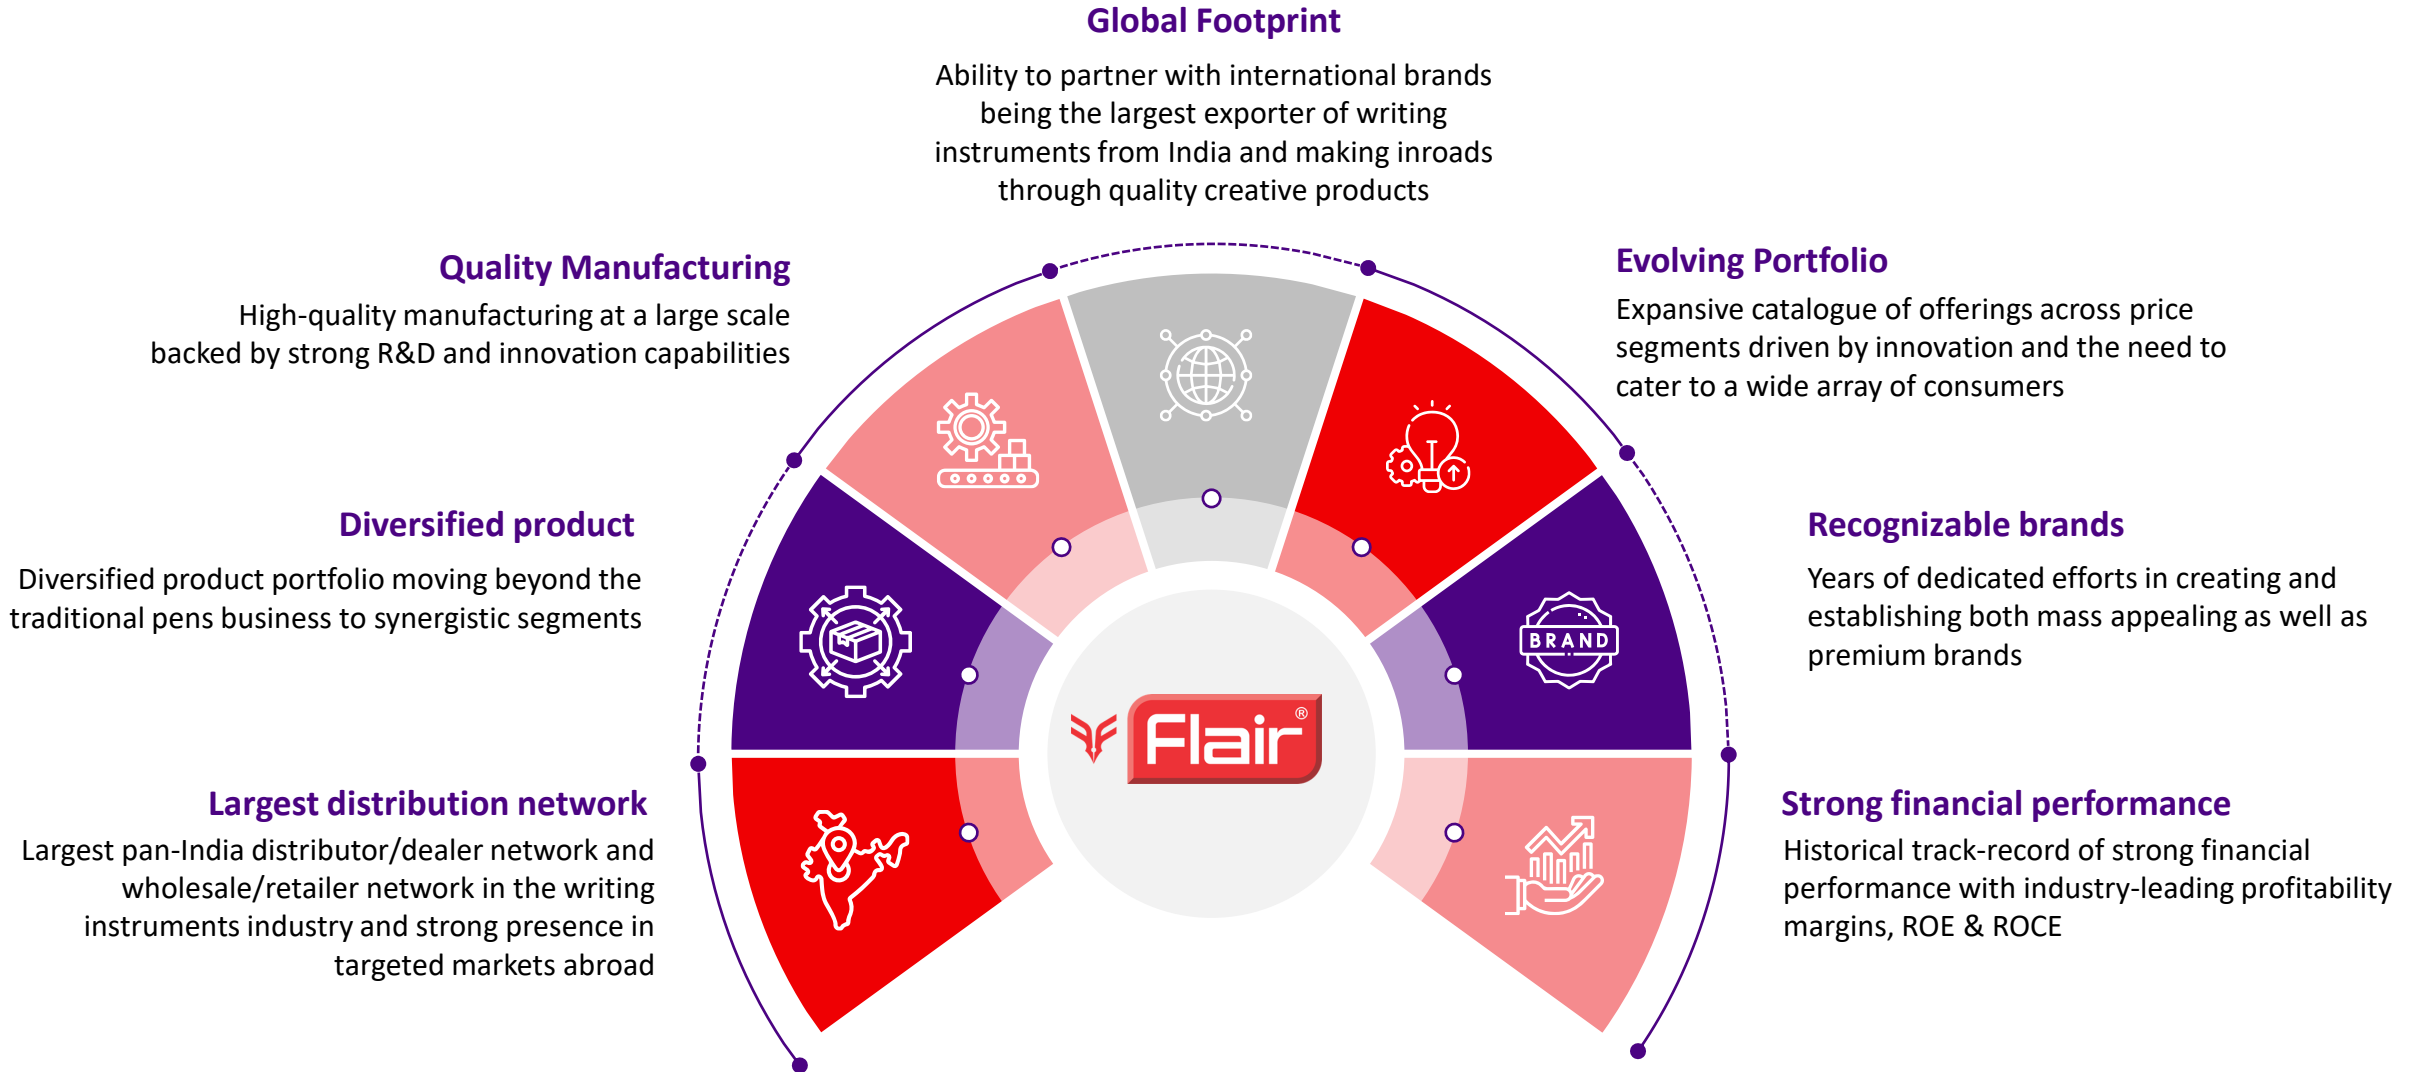 Global Footprint
Ability to partner with international brands
being the largest exporter of writing
instruments from India and making inroads
through quality creative products
Quality Manufacturing
High-quality manufacturing at a large scale
backed by strong R&D and innovation capabilities
Evolving Portfolio
Expansive catalogue of offerings across price
segments driven by innovation and the need to
cater to a wide array of consumers
Diversified product
Diversified product portfolio moving beyond the
traditional pens business to synergistic segments
Recognizable brands
Years of dedicated efforts in creating and
establishing both mass appealing as well as
premium brands
BRAND
Flair®
Largest distribution network
Largest pan-India distributor/dealer network and
wholesale/retailer network in the writing
instruments industry and strong presence in
targeted markets abroad
Strong financial performance
Historical track-record of strong financial
performance with industry-leading profitability
margins, ROE & ROCE